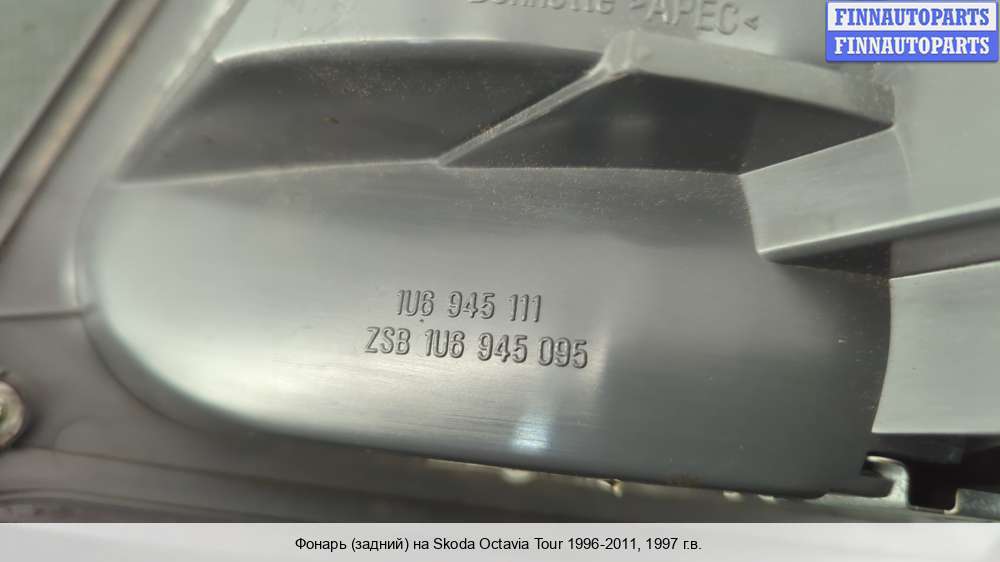 >APEC<
FINNAUTOPARTS
FINNAUTOPARTS
1U6 945 111
ZSB 1U6 945 095
Фонарь (задний) на Skoda Octavia Tour 1996-2011, 1997 г.в.